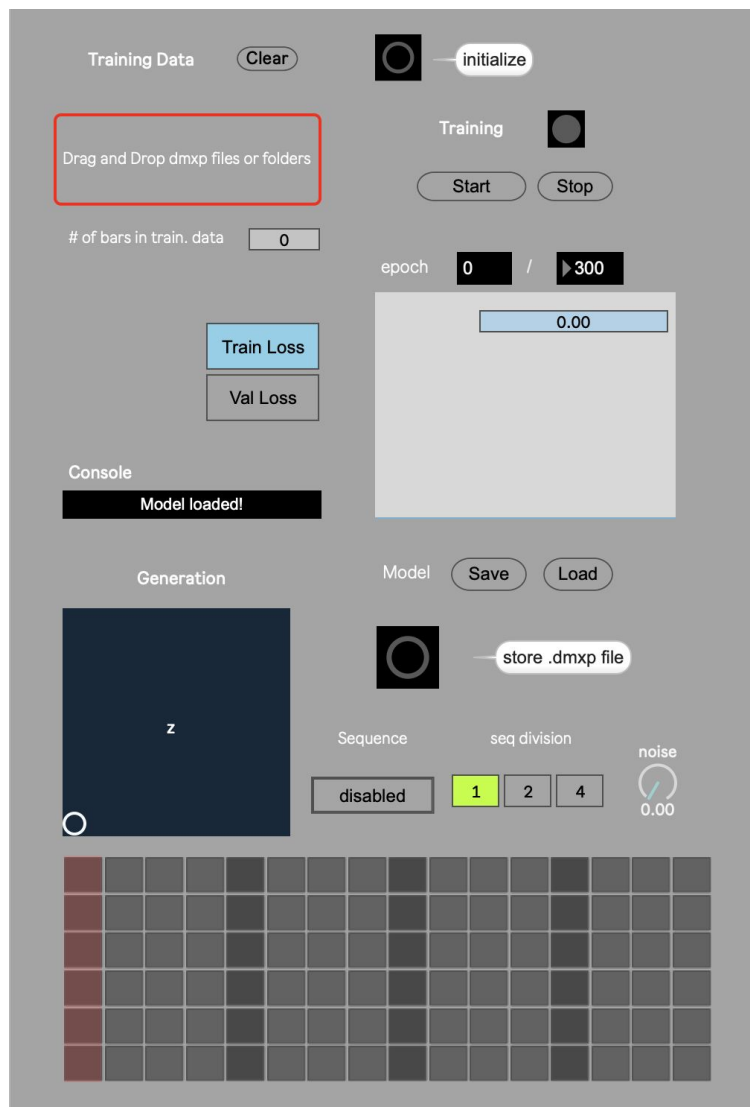 Training Data
Clear
initialize
Training
Drag and Drop dmxp files or folders
Start
Stop
# of bars in train. data
0
epoch
0
/
300
0.00
Train Loss
Val Loss
Console
Model loaded!
Generation
Model
Save
Load
store .dmxp file
z
Sequence
seq division
noise
disabled
1
2
4
0.00